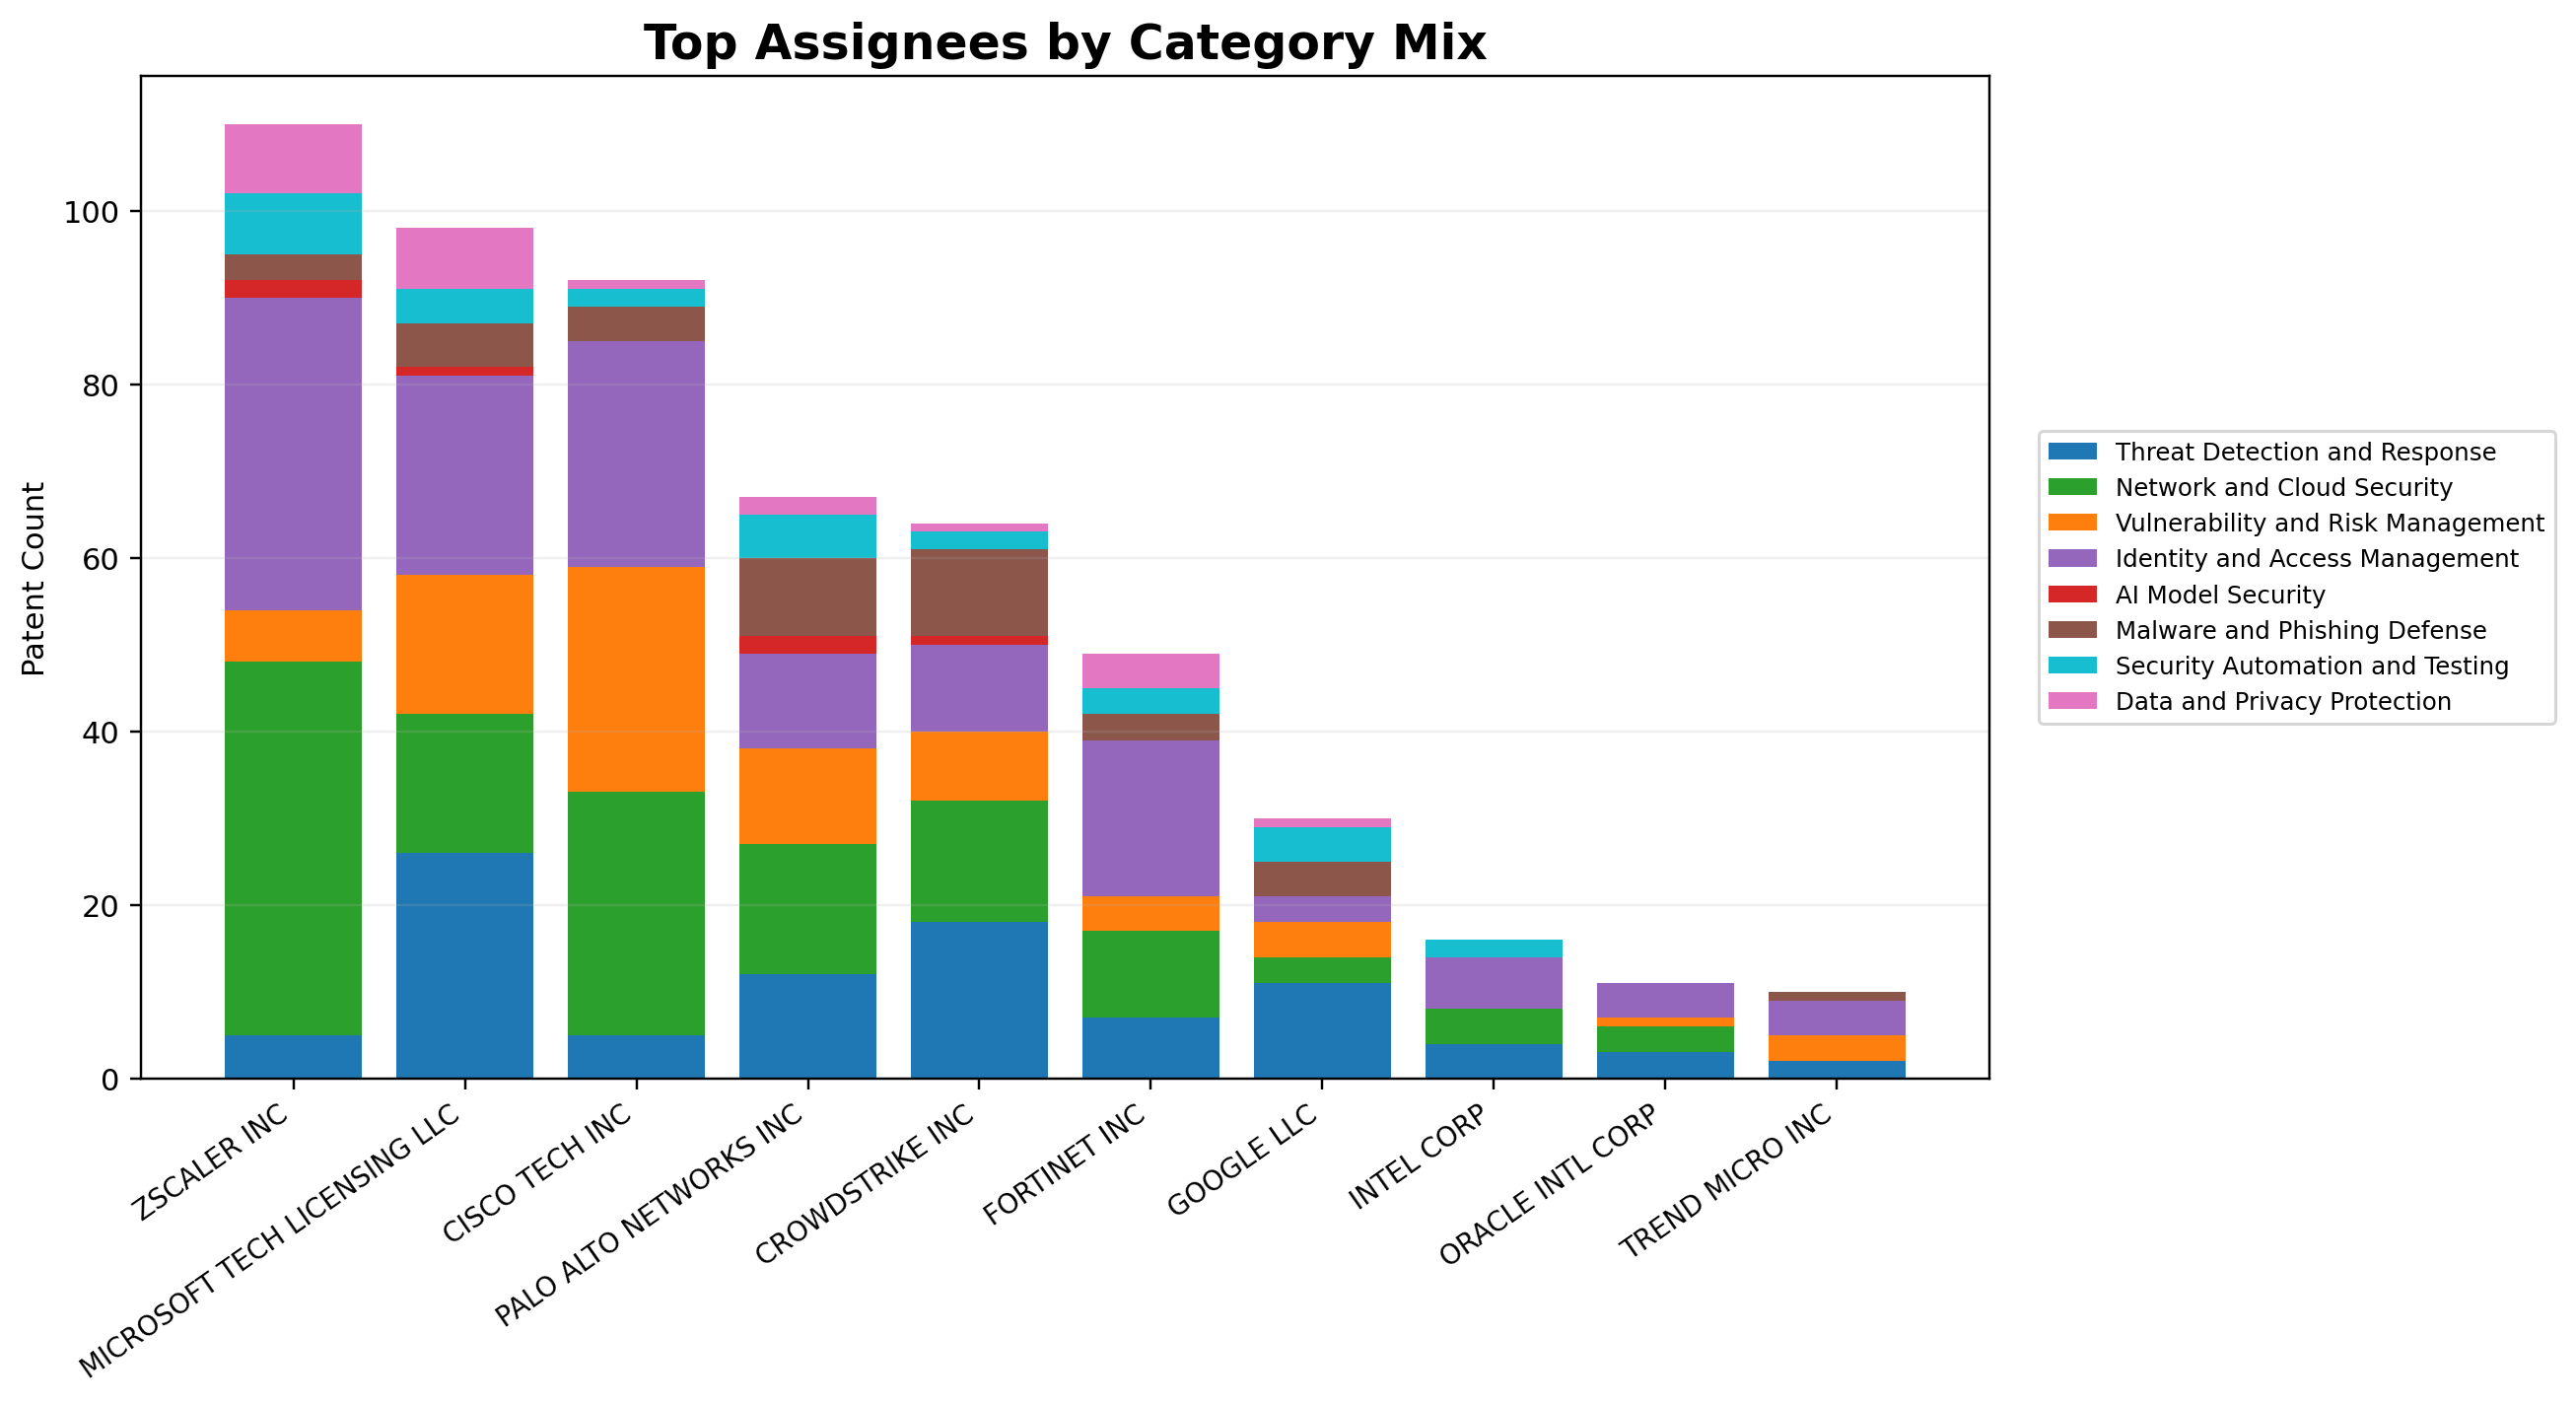 Top Assignees by Category Mix
Patent Count
100
80
60
40
20
0
ZSCALER INC
MICROSOFT TECH LICENSING LLC
CISCO TECH INC
PALO ALTO NETWORKS INC
CROWDSTRIKE INC
FORTINET INC
GOOGLE LLC
INTEL CORP
ORACLE INTL CORP
TREND MICRO INC
Threat Detection and Response
Network and Cloud Security
Vulnerability and Risk Management
Identity and Access Management
AI Model Security
Malware and Phishing Defense
Security Automation and Testing
Data and Privacy Protection